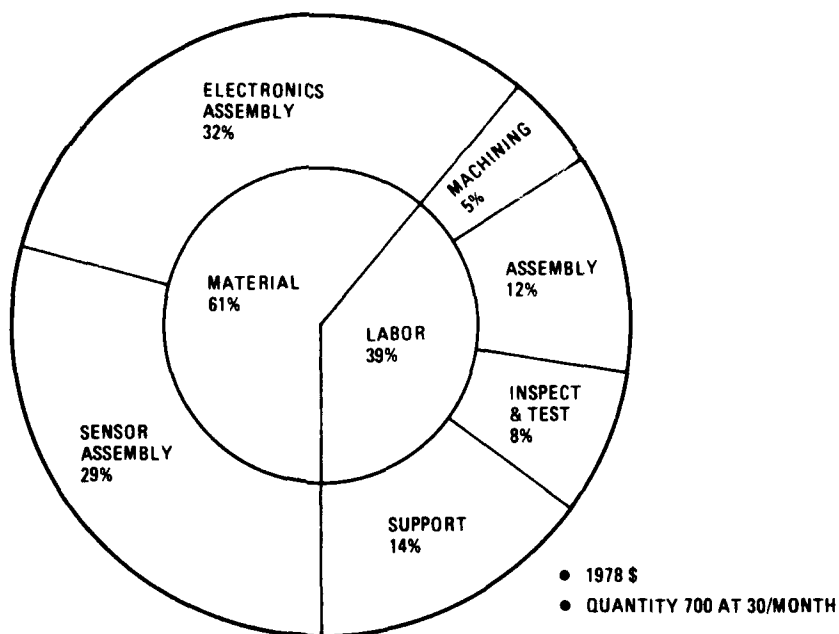 ELECTRONICS
ASSEMBLY
32%
MACHINING
5%
MATERIAL
61%
ASSEMBLY
12%
LABOR
39%
INSPECT
& TEST
8%
SENSOR
ASSEMBLY
29%
SUPPORT
14%
● 1978 $
● QUANTITY 700 AT 30/MONTH